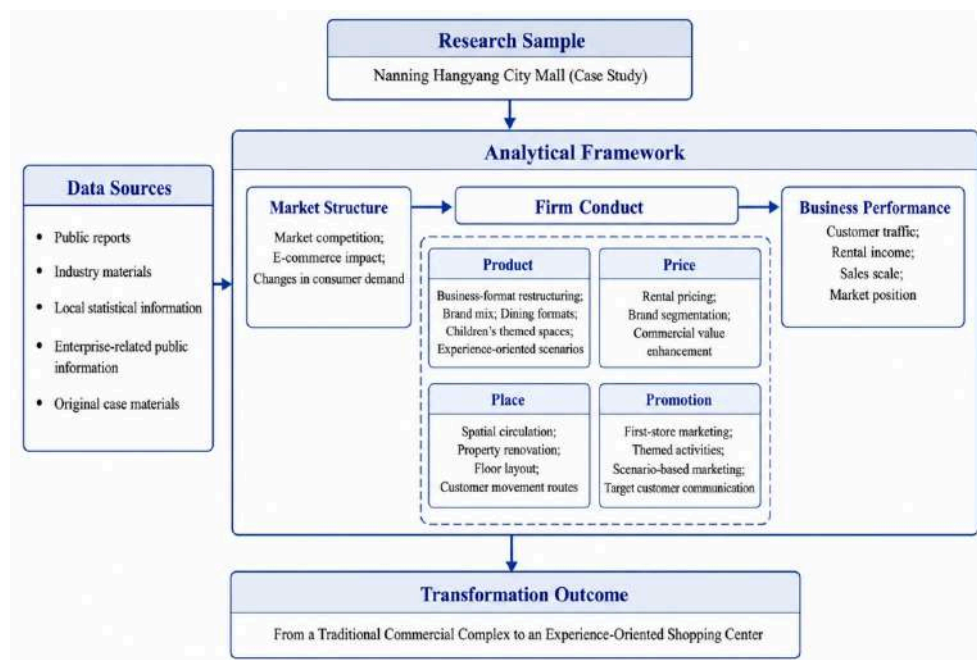 Research Sample
Nanning Hangyang City Mall (Case Study)
Analytical Framework
Data Sources
• Public reports
• Industry materials
• Local statistical information
• Enterprise-related public
information
• Original case materials
Market Structure
Market competition;
E-commerce impact;
Changes in consumer demand
Firm Conduct
Product
Business-format restructuring;
Brand mix; Dining formats;
Children's themed spaces;
Experience-oriented scenarios
Price
Rental pricing;
Brand segmentation;
Commercial value
enhancement
Place
Spatial circulation;
Property renovation;
Floor layout;
Customer movement routes
Promotion
First-store marketing;
Themed activities;
Scenario-based marketing;
Target customer communication
Business Performance
Customer traffic;
Rental income;
Sales scale;
Market position
Transformation Outcome
From a Traditional Commercial Complex to an Experience-Oriented Shopping Center